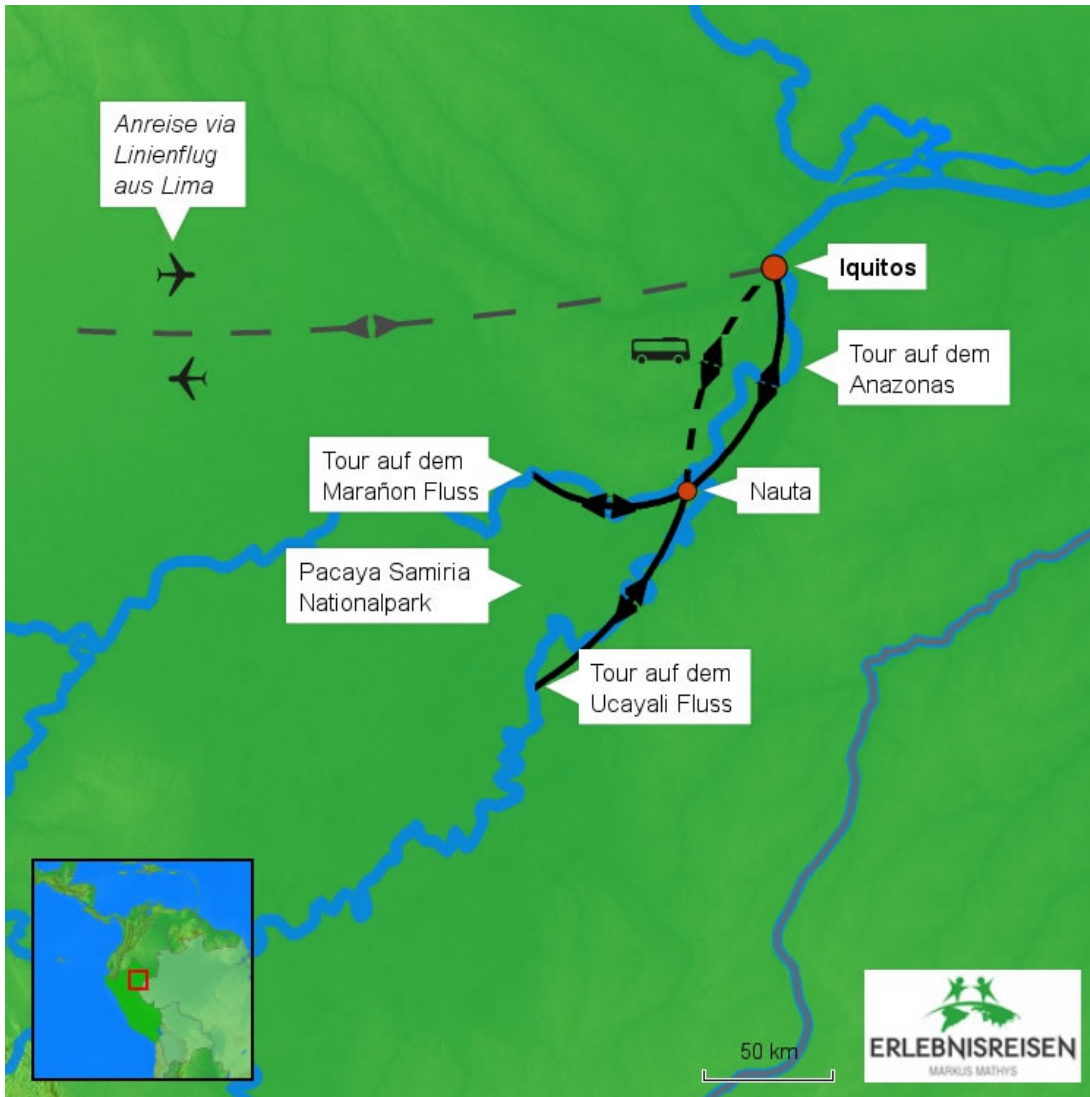 Anreise via
Linienflug
aus Lima
Iquitos
Tour auf dem
Anazonas
Tour auf dem
Marañon Fluss
Nauta
Pacaya Samiria
Nationalpark
Tour auf dem
Ucayali Fluss
50 km
ERLEBNISREISEN
MARKUS MATHYS